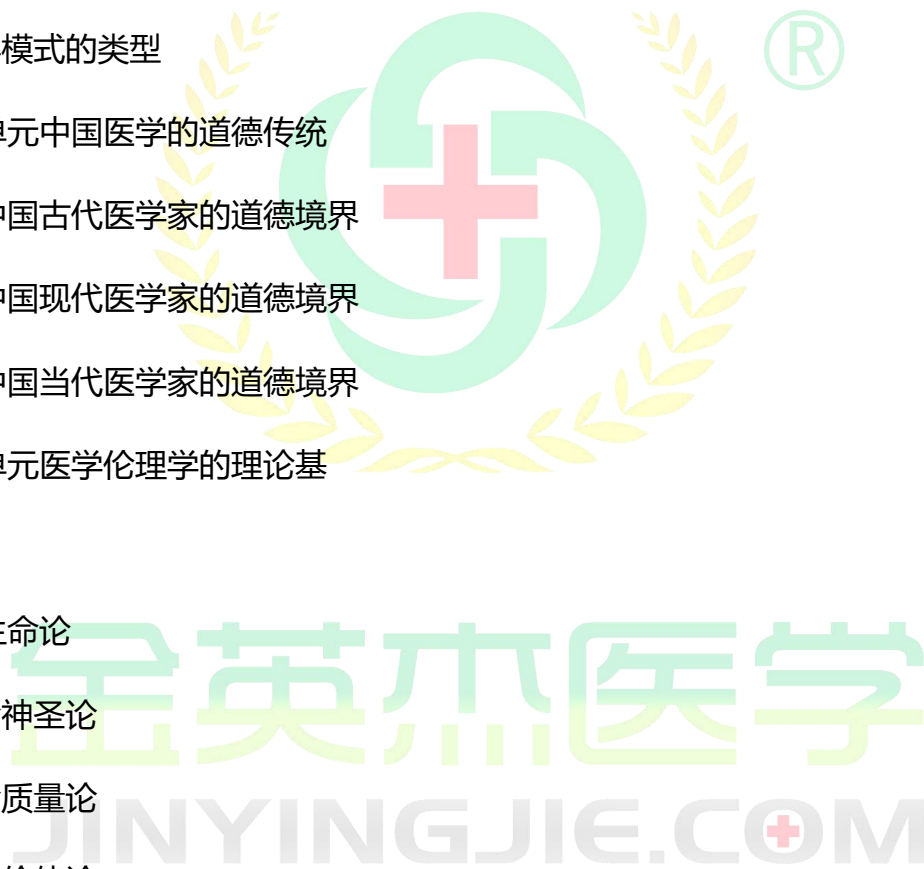 模式的类型
单元中国医学的道德传统
中国古代医学家的道德境界
中国现代医学家的道德境界
中国当代医学家的道德境界
单元医学伦理学的理论基
生命论
神圣论
质量论
®
金英杰医学
JINYINGJIE.COM